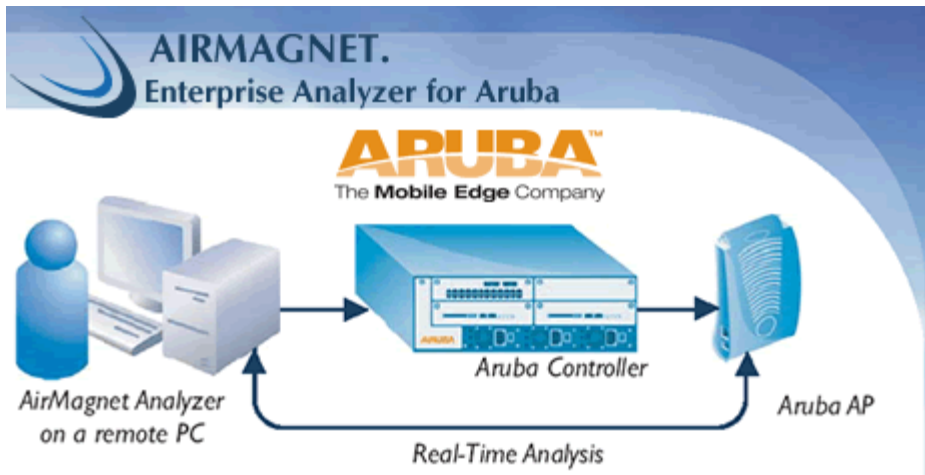 AIRMAGNET.
Enterprise Analyzer for Aruba
ARUBA™
The Mobile Edge Company
ARUBA
Aruba Controller
AirMagnet Analyzer
on a remote PC
Aruba AP
Real-Time Analysis